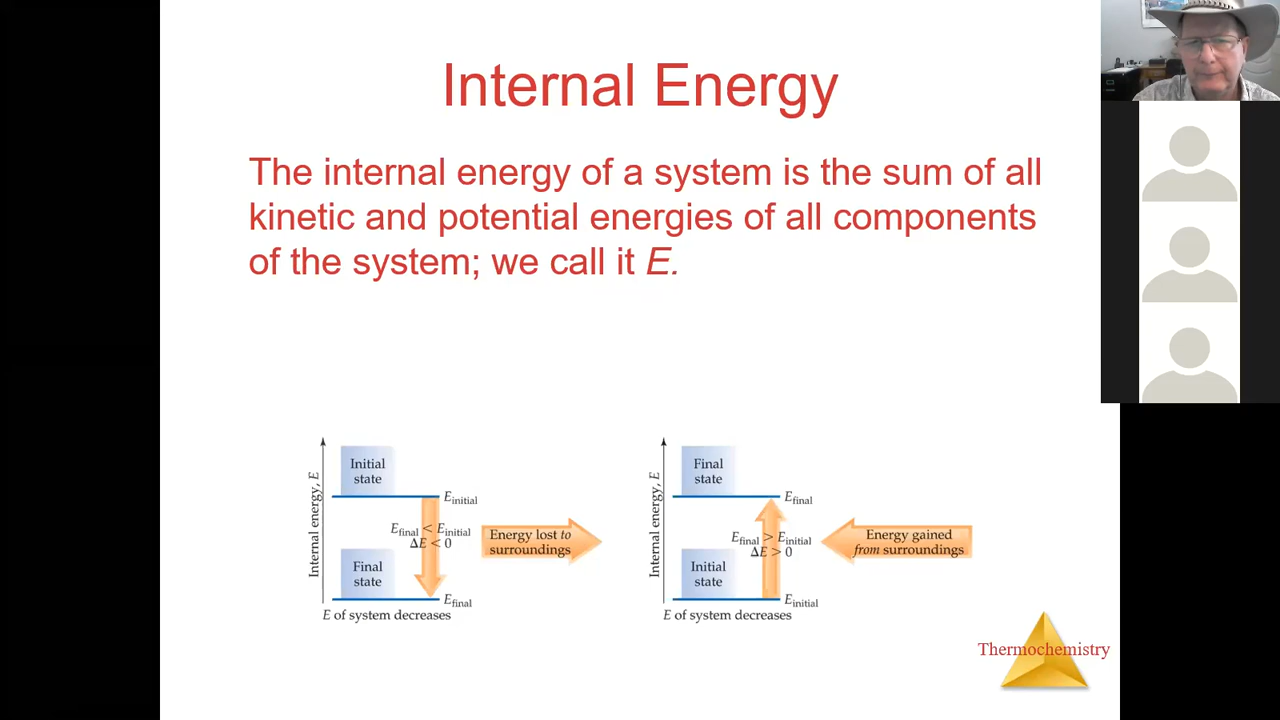 Internal Energy
The internal energy of a system is the sum of all
kinetic and potential energies of all components
of the system; we call it E.
Internal energy, E
Initial
state
E initial
E final < E initial
ΔE < 0
Final
state
E final
E of system decreases
Energy lost to
surroundings
Internal energy, E
Final
state
E final
E final > E initial
ΔE > 0
Initial
state
E initial
E of system decreases
Energy gained
from surroundings
Thermochemistry